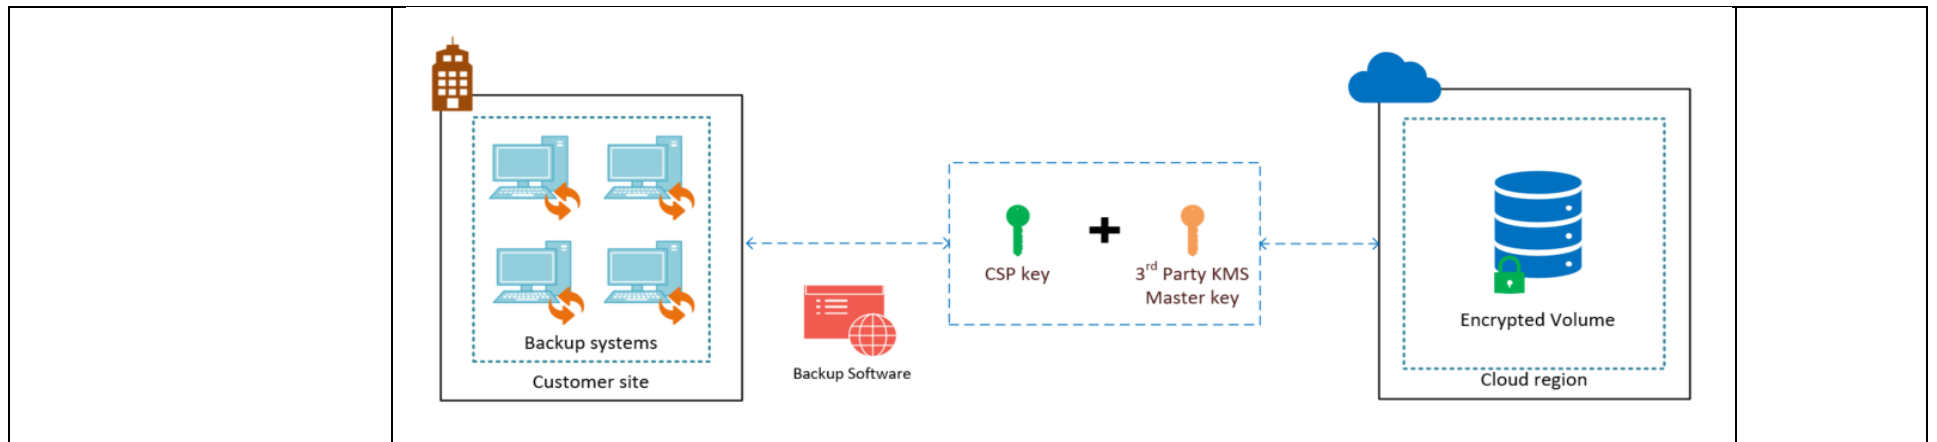 Backup systems
Customer site
Backup Software
CSP key
3rd Party KMS
Master key
Encrypted Volume
Cloud region